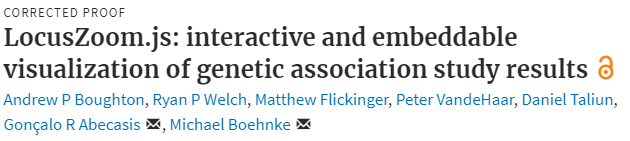 CORRECTED PROOF
LocusZoom.js: interactive and embeddable
visualization of genetic association study results
Andrew P Boughton, Ryan P Welch, Matthew Flickinger, Peter VandeHaar, Daniel Taliun,
Gonçalo R Abecasis, Michael Boehnke